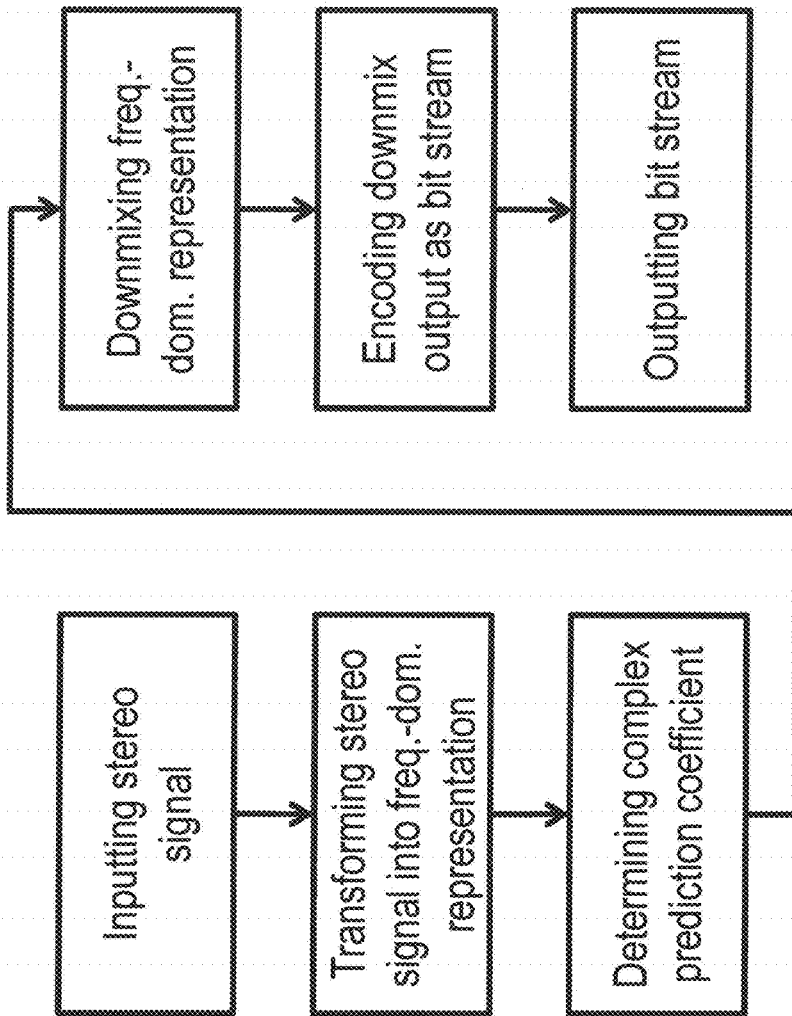 Inputting stereo
signal
Transforming stereo
signal into freq.-dom.
representation
Determining complex
prediction coefficient
Downmixing freq.-
dom. representation
Encoding downmix
output as bit stream
Outputting bit stream